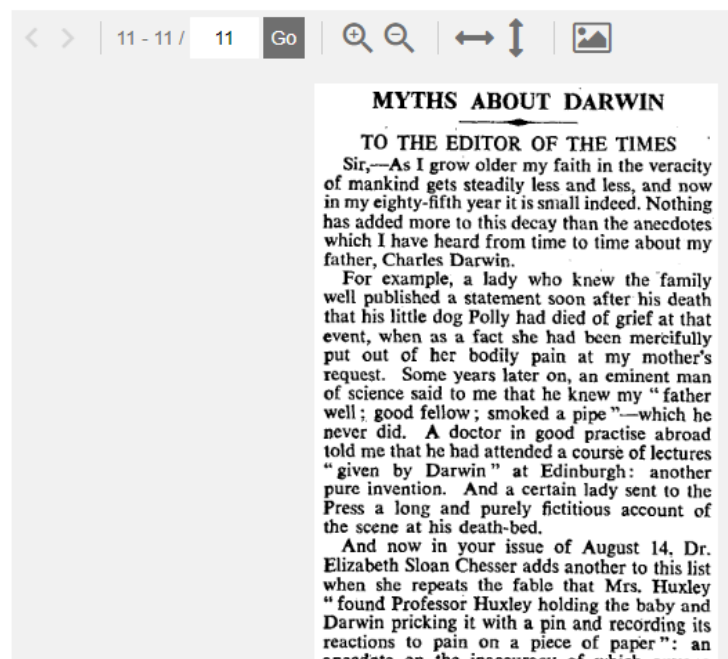 11 - 11 / 11 Go
MYTHS ABOUT DARWIN
TO THE EDITOR OF THE TIMES
Sir,—As I grow older my faith in the veracity
of mankind gets steadily less and less, and now
in my eighty-fifth year it is small indeed. Nothing
has added more to this decay than the anecdotes
which I have heard from time to time about my
father, Charles Darwin.
For example, a lady who knew the family
well published a statement soon after his death
that his little dog Polly had died of grief at that
event, when as a fact she had been mercifully
put out of her bodily pain at my mother's
request. Some years later on, an eminent man
of science said to me that he knew my "father
well; good fellow; smoked a pipe"—which he
never did. A doctor in good practise abroad
told me that he had attended a course of lectures
"given by Darwin" at Edinburgh: another
pure invention. And a certain lady sent to the
Press a long and purely fictitious account of
the scene at his death-bed.
And now in your issue of August 14, Dr.
Elizabeth Sloan Chesser adds another to this list
when she repeats the fable that Mrs. Huxley
"found Professor Huxley holding the baby and
Darwin pricking it with a pin and recording its
reactions to pain on a piece of paper": an